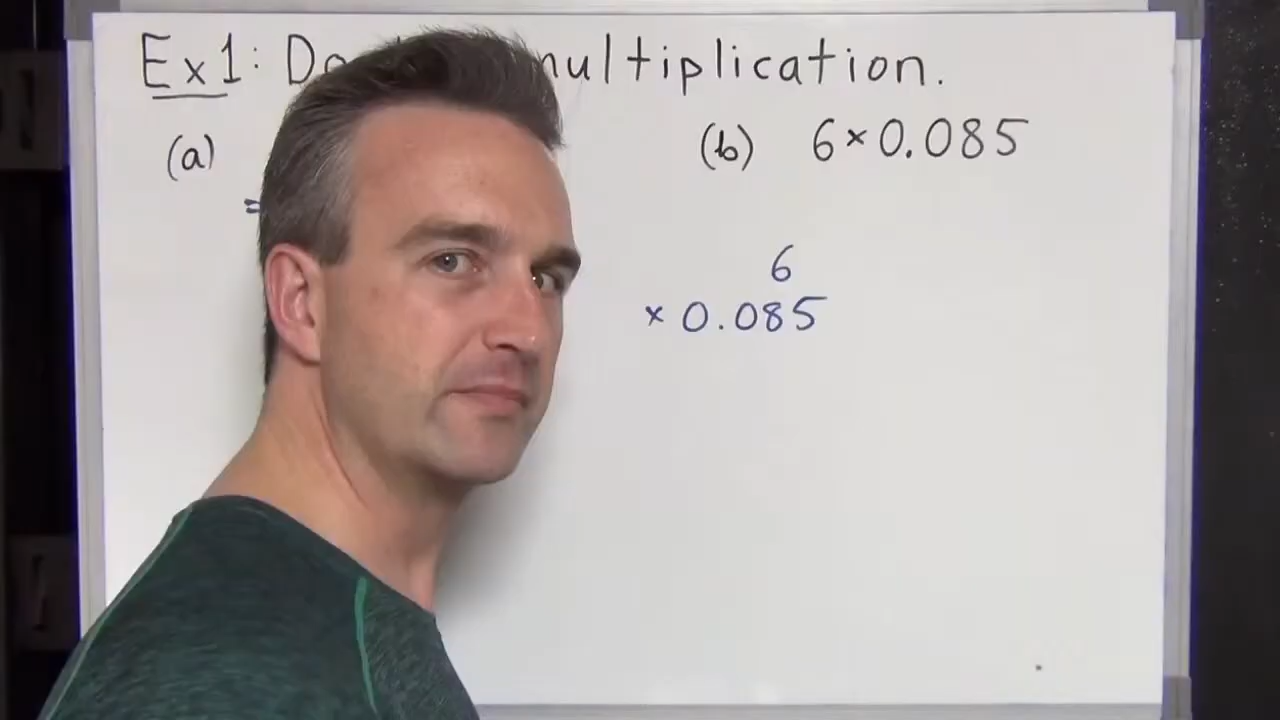 Ex1: Do multiplication.
(a) (b) 6×0.085
=
6
× 0.085